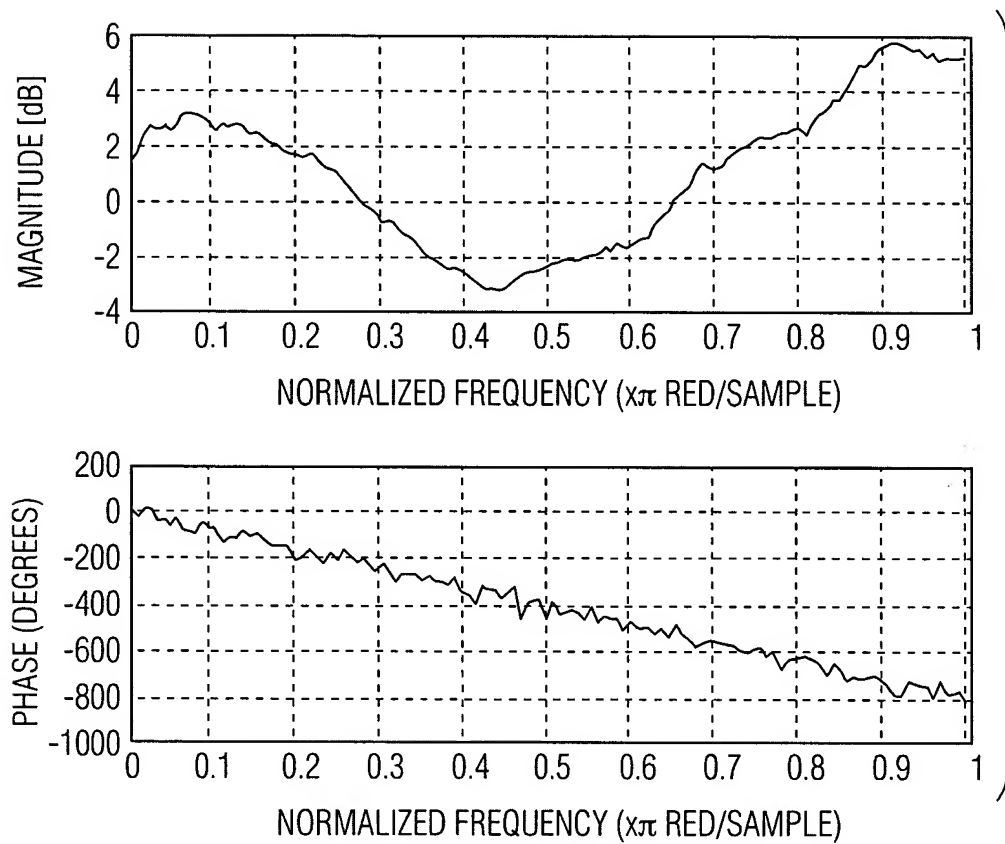 6
4
2
0
-2
-4
MAGNITUDE [dB]
0 0.1 0.2 0.3 0.4 0.5 0.6 0.7 0.8 0.9 1
NORMALIZED FREQUENCY (xπ RED/SAMPLE)
200
0
-200
-400
-600
-800
-1000
PHASE (DEGREES)
0 0.1 0.2 0.3 0.4 0.5 0.6 0.7 0.8 0.9 1
NORMALIZED FREQUENCY (xπ RED/SAMPLE)